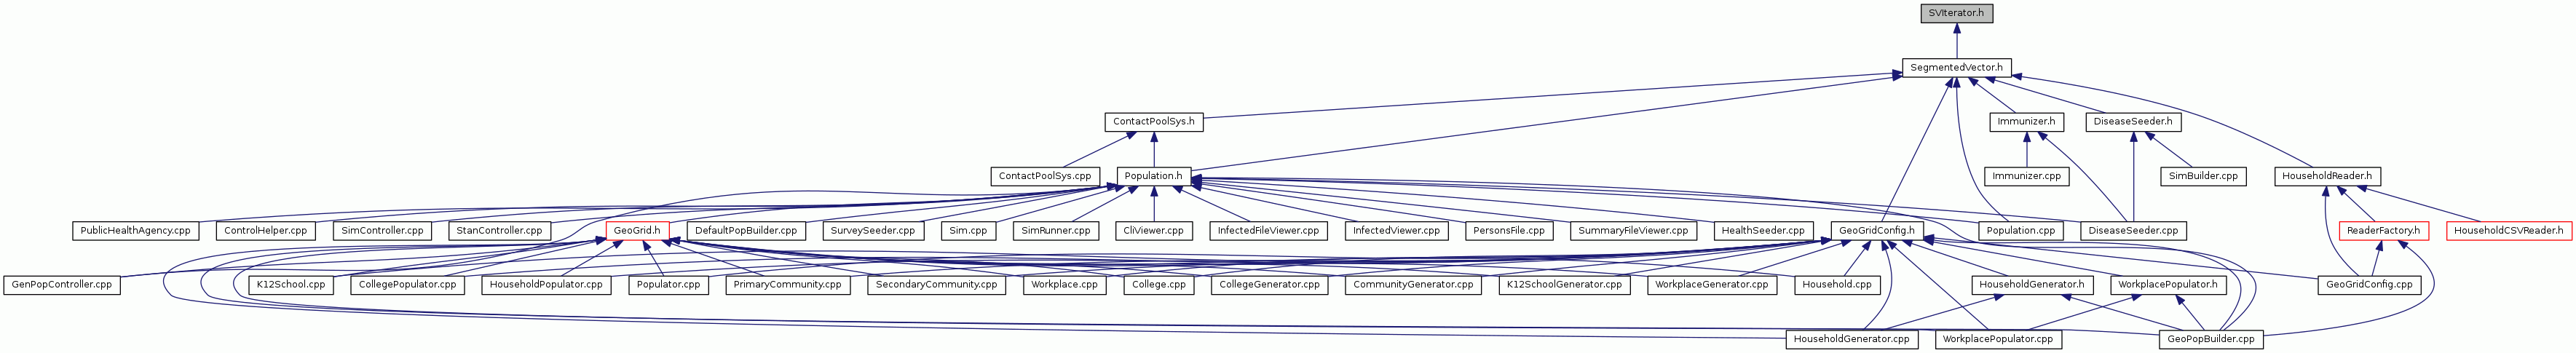 SVIterator.h
SegmentedVector.h
ContactPoolSys.h
Immunizer.h
DiseaseSeeder.h
ContactPoolSys.cpp
Population.h
Immunizer.cpp
SimBuilder.cpp
HouseholdReader.h
PublicHealthAgency.cpp
ControlHelper.cpp
SimController.cpp
StanController.cpp
GeoGrid.h
DefaultPopBuilder.cpp
SurveySeeder.cpp
Sim.cpp
SimRunner.cpp
CliViewer.cpp
InfectedFileViewer.cpp
InfectedViewer.cpp
PersonsFile.cpp
SummaryFileViewer.cpp
HealthSeeder.cpp
GeoGridConfig.h
Population.cpp
DiseaseSeeder.cpp
ReaderFactory.h
HouseholdCSVReader.h
GenPopController.cpp
K12School.cpp
CollegePopulator.cpp
HouseholdPopulator.cpp
Populator.cpp
PrimaryCommunity.cpp
SecondaryCommunity.cpp
Workplace.cpp
College.cpp
CollegeGenerator.cpp
CommunityGenerator.cpp
K12SchoolGenerator.cpp
WorkplaceGenerator.cpp
Household.cpp
HouseholdGenerator.h
WorkplacePopulator.h
GeoGridConfig.cpp
HouseholdGenerator.cpp
WorkplacePopulator.cpp
GeoPopBuilder.cpp